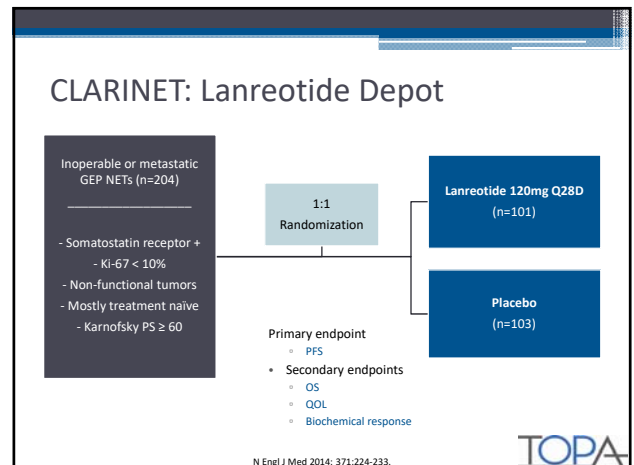 CLARINET: Lanreotide Depot
Inoperable or metastatic
GEP NETs (n=204)
___________________
- Somatostatin receptor +
- Ki-67 < 10%
- Non-functional tumors
- Mostly treatment naïve
- Karnofsky PS ≥ 60
1:1
Randomization
Lanreotide 120mg Q28D
(n=101)
Placebo
(n=103)
Primary endpoint
▫ PFS
• Secondary endpoints
▫ OS
▫ QOL
▫ Biochemical response
N Engl J Med 2014; 371:224-233.
TOPA